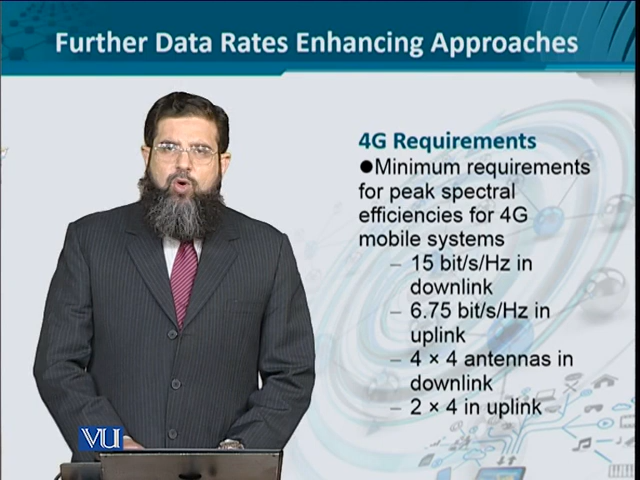 Further Data Rates Enhancing Approaches
4G Requirements
●Minimum requirements
for peak spectral
efficiencies for 4G
mobile systems
– 15 bit/s/Hz in
downlink
– 6.75 bit/s/Hz in
uplink
– 4 × 4 antennas in
downlink
– 2 × 4 in uplink
VU